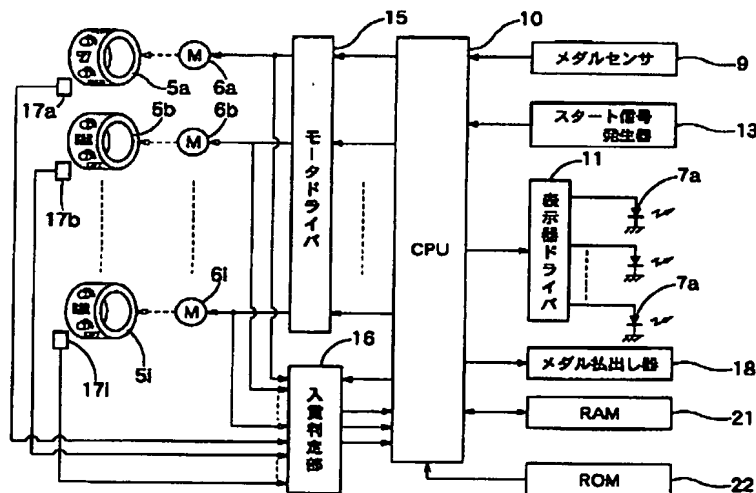 15
10
5a
M
6a
17a
5b
M
6b
17b
モータドライバ
CPU
メダルセンサ
9
スタート信号
発生器
13
11
7a
表示器ドライバ
7a
M
6i
17i
5i
16
入賞判定部
メダル払出し器
18
RAM
21
ROM
22